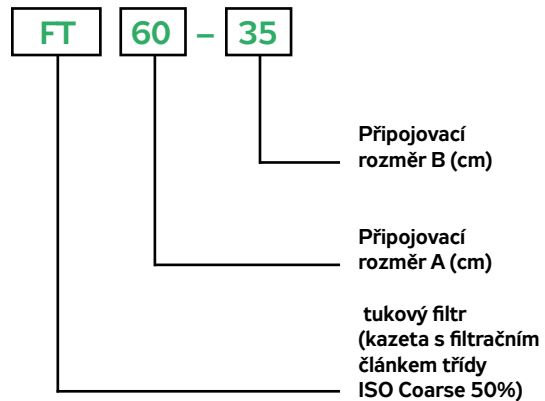 FT 60 – 35
Připojovací
rozměr B (cm)
Připojovací
rozměr A (cm)
tukový filtr
(kazeta s filtračním
článkem třídy
ISO Coarse 50%)